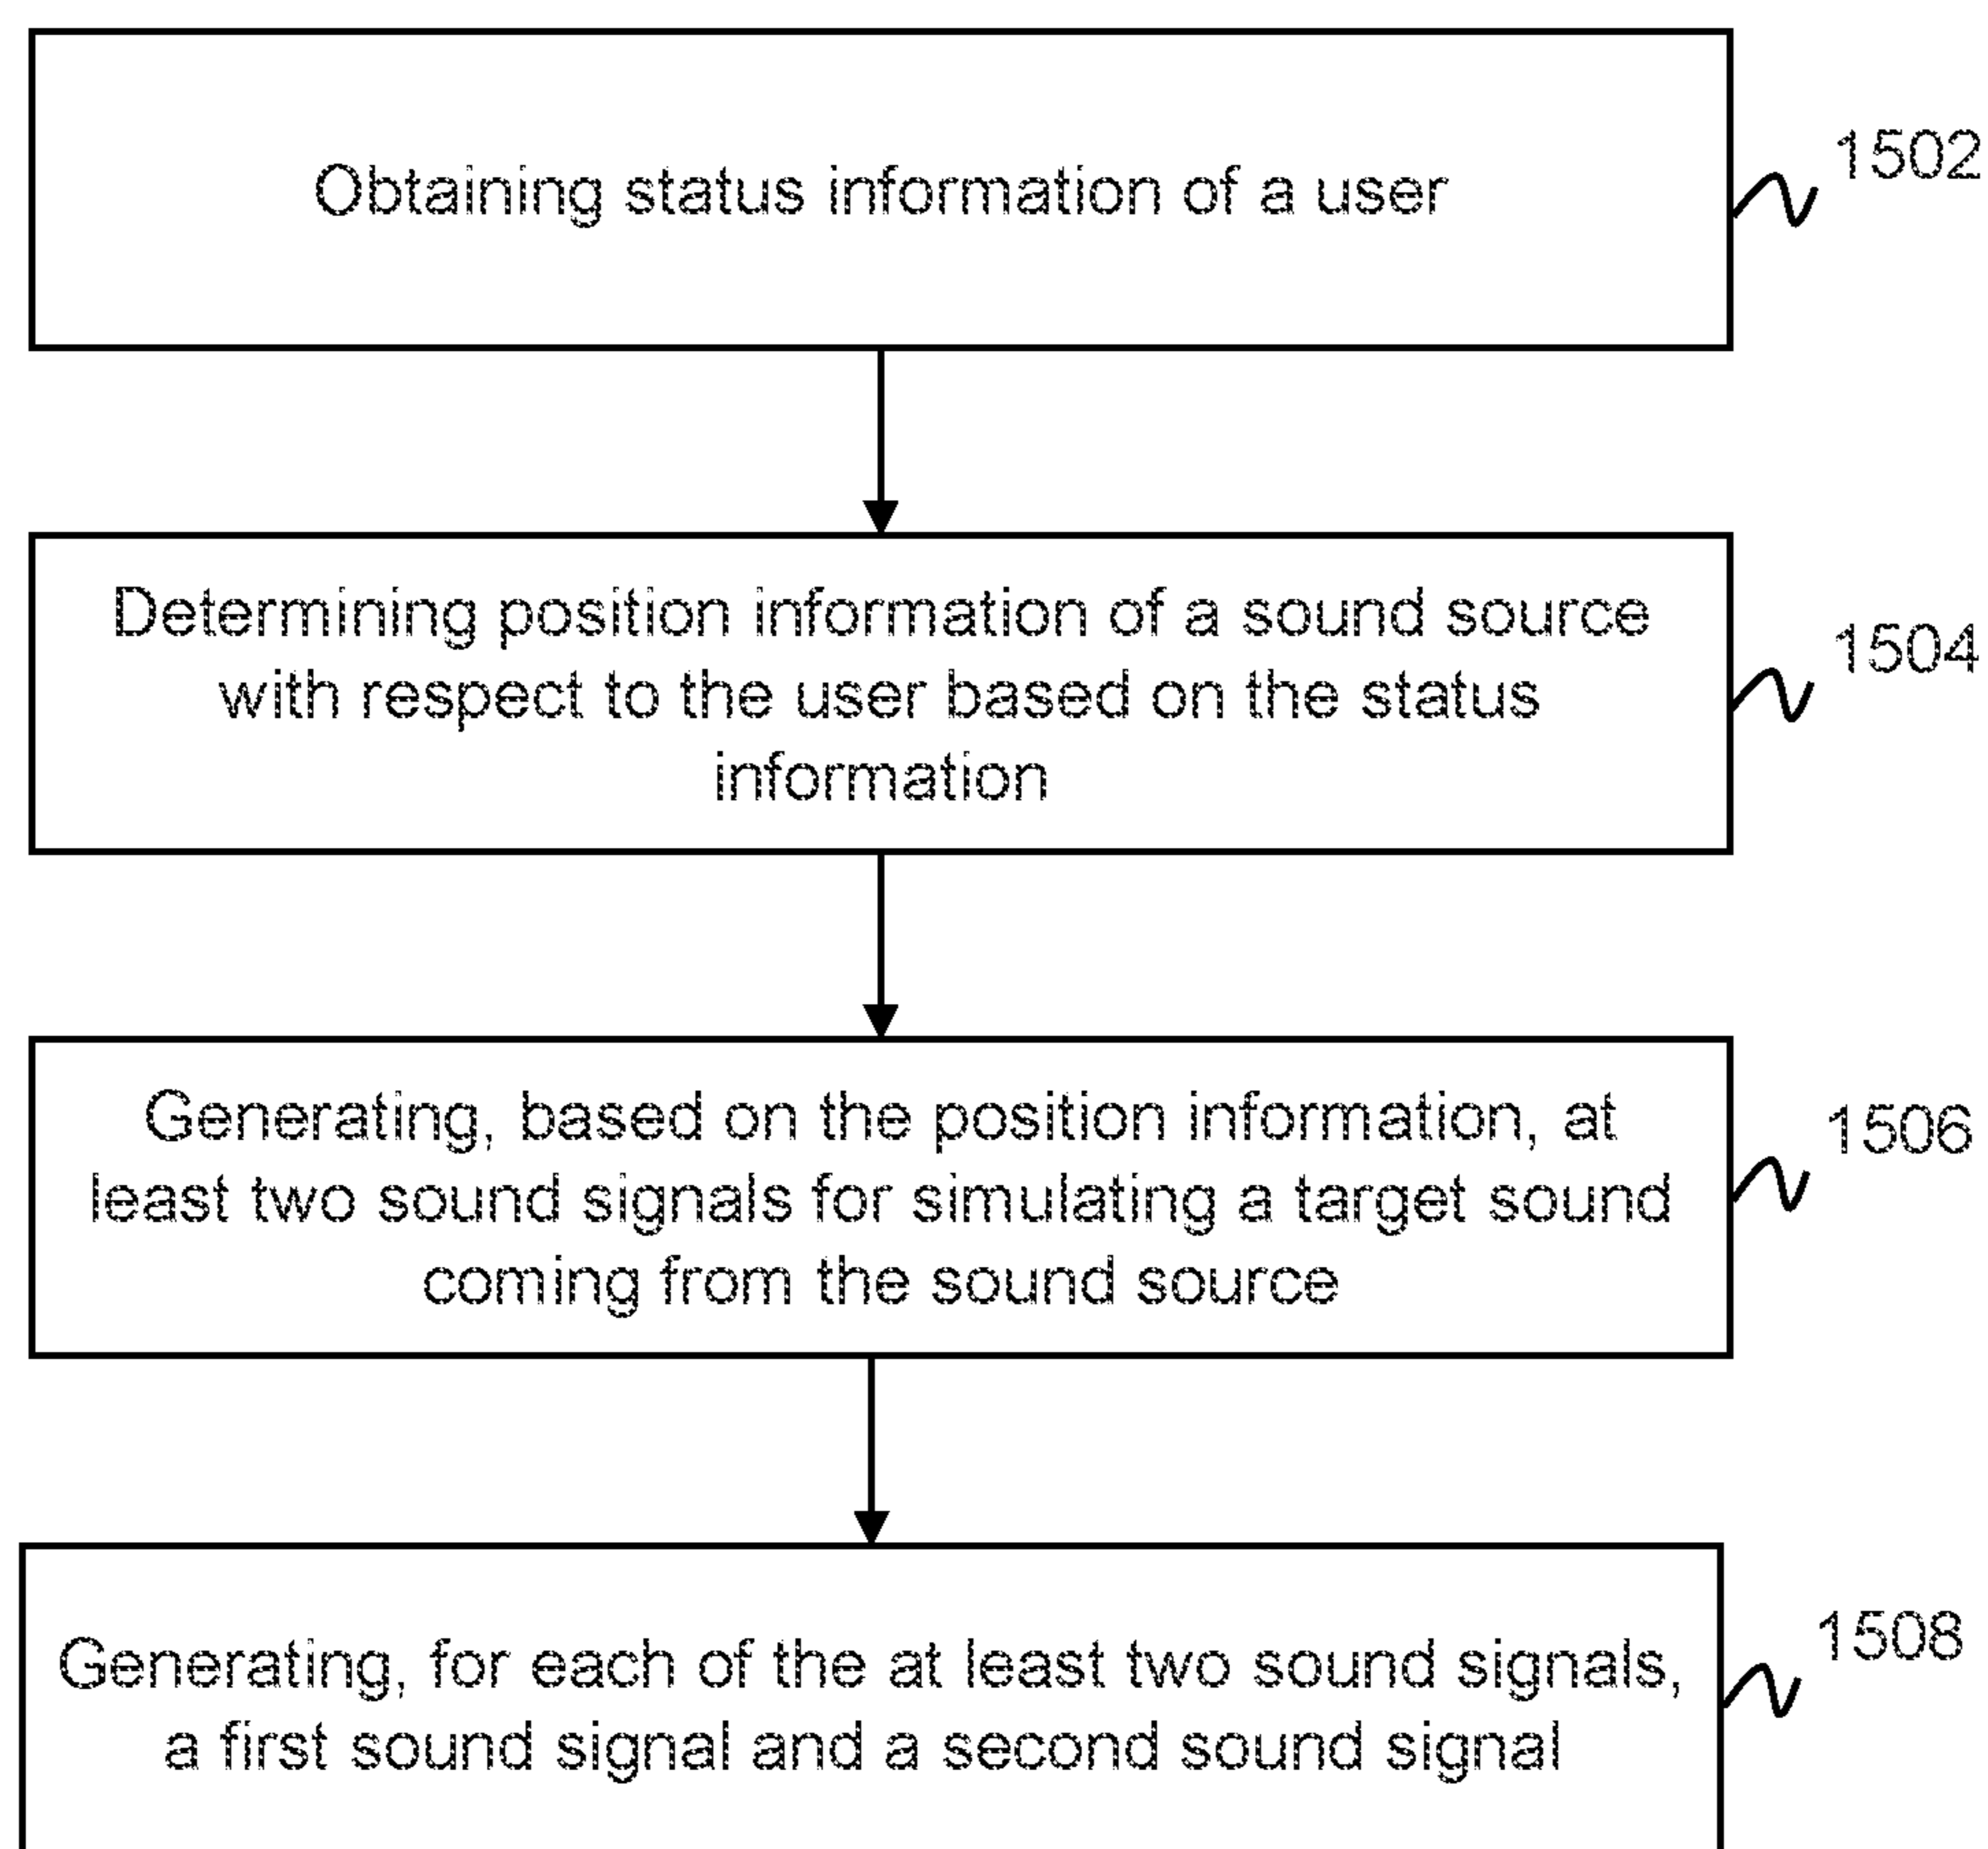 Obtaining status information of a user
1502
Determining position information of a sound source
with respect to the user based on the status
information
1504
Generating, based on the position information, at
least two sound signals for simulating a target sound
coming from the sound source
1506
Generating, for each of the at least two sound signals,
a first sound signal and a second sound signal
1508